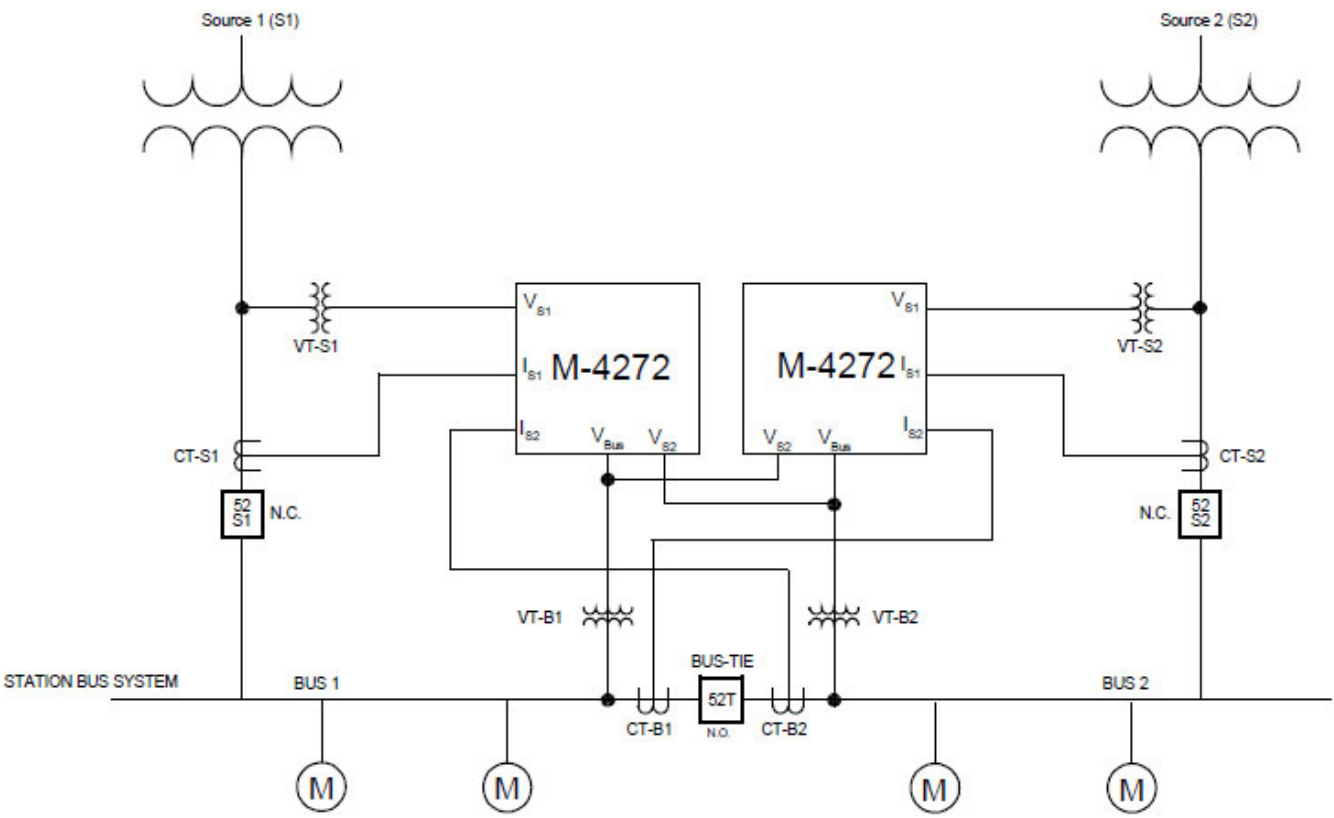 Source 1 (S1)
Source 2 (S2)
VT-S1
VS1
IS1
M-4272
IS2
VBus
VS2
VS1
M-4272
IS1
IS2
VS2
VBus
VT-S2
CT-S1
52
S1
N.C.
CT-S2
N.C.
52
S2
VT-B1
VT-B2
STATION BUS SYSTEM
BUS 1
BUS-TIE
52T
N.O.
BUS 2
CT-B1
CT-B2
M
M
M
M